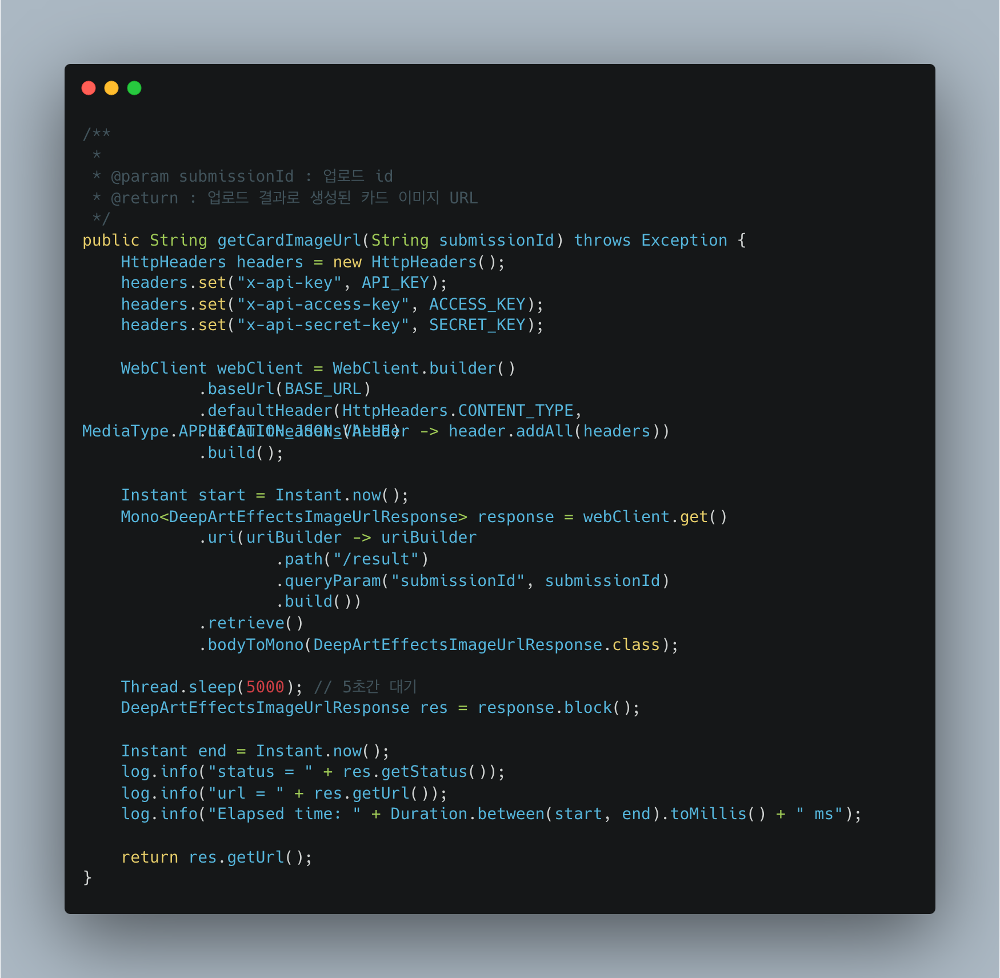 /**
 *
 * @param submissionId : 업로드 id
 * @return : 업로드 결과로 생성된 카드 이미지 URL
 */
public String getCardImageUrl(String submissionId) throws Exception {
    HttpHeaders headers = new HttpHeaders();
    headers.set("x-api-key", API_KEY);
    headers.set("x-api-access-key", ACCESS_KEY);
    headers.set("x-api-secret-key", SECRET_KEY);

    WebClient webClient = WebClient.builder()
            .baseUrl(BASE_URL)
            .defaultHeader(HttpHeaders.CONTENT_TYPE,
MediaType.APPLICATION_JSON_VALUE)
            .defaultHeaders(header -> header.addAll(headers))
            .build();

    Instant start = Instant.now();
    Mono<DeepArtEffectsImageUrlResponse> response = webClient.get()
            .uri(uriBuilder -> uriBuilder
                    .path("/result")
                    .queryParam("submissionId", submissionId)
                    .build())
            .retrieve()
            .bodyToMono(DeepArtEffectsImageUrlResponse.class);

    Thread.sleep(5000); // 5초간 대기
    DeepArtEffectsImageUrlResponse res = response.block();

    Instant end = Instant.now();
    log.info("status = " + res.getStatus());
    log.info("url = " + res.getUrl());
    log.info("Elapsed time: " + Duration.between(start, end).toMillis() + " ms");

    return res.getUrl();
}